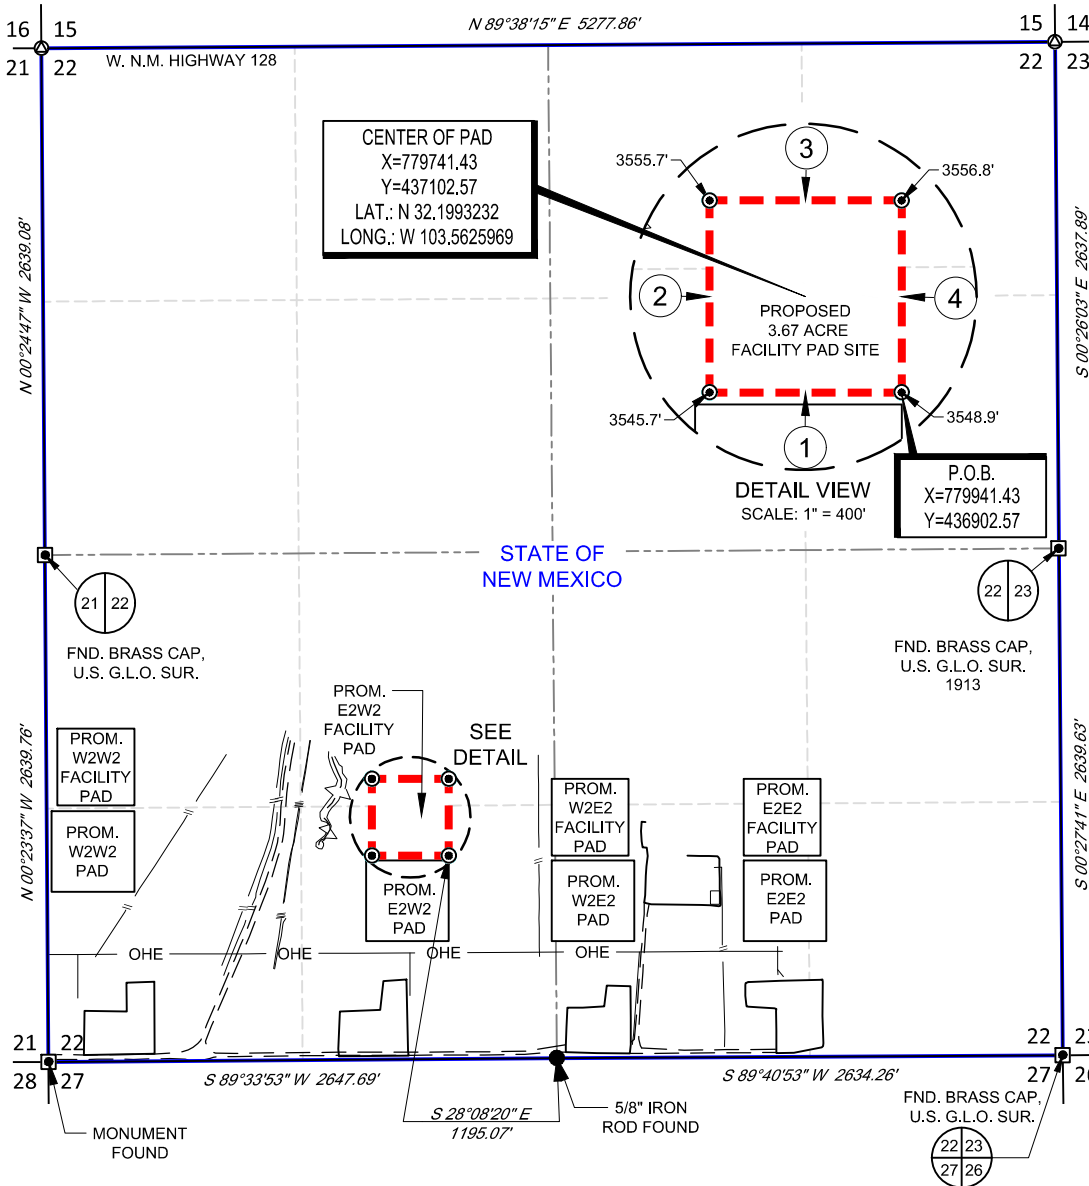 N 89°38'15" E 5277.86'
16 15
21 22
15 14
22 23
W. N.M. HIGHWAY 128
CENTER OF PAD
X=779741.43
Y=437102.57
LAT.: N 32.1993232
LONG.: W 103.5625969
3555.7'
3
3556.8'
N 00°24'47" W 2639.08'
S 00°26'03" E 2637.89'
2
4
PROPOSED
3.67 ACRE
FACILITY PAD SITE
3545.7'
1
3548.9'
DETAIL VIEW
SCALE: 1" = 400'
P.O.B.
X=779941.43
Y=436902.57
STATE OF
NEW MEXICO
21 22
FND. BRASS CAP,
U.S. G.L.O. SUR.
22 23
FND. BRASS CAP,
U.S. G.L.O. SUR.
1913
N 00°23'37" W 2639.76'
S 00°27'41" E 2639.63'
PROM.
W2W2
FACILITY
PAD
PROM.
W2W2
PAD
PROM.
E2W2
FACILITY
PAD
SEE
DETAIL
PROM.
E2W2
PAD
PROM.
W2E2
FACILITY
PAD
PROM.
W2E2
PAD
PROM.
E2E2
FACILITY
PAD
PROM.
E2E2
PAD
OHE
OHE
OHE
OHE
21 22
28 27
22
27
S 89°33'53" W 2647.69'
S 89°40'53" W 2634.26'
S 28°08'20" E
1195.07'
5/8" IRON
ROD FOUND
MONUMENT
FOUND
FND. BRASS CAP,
U.S. G.L.O. SUR.
22 23
27 26